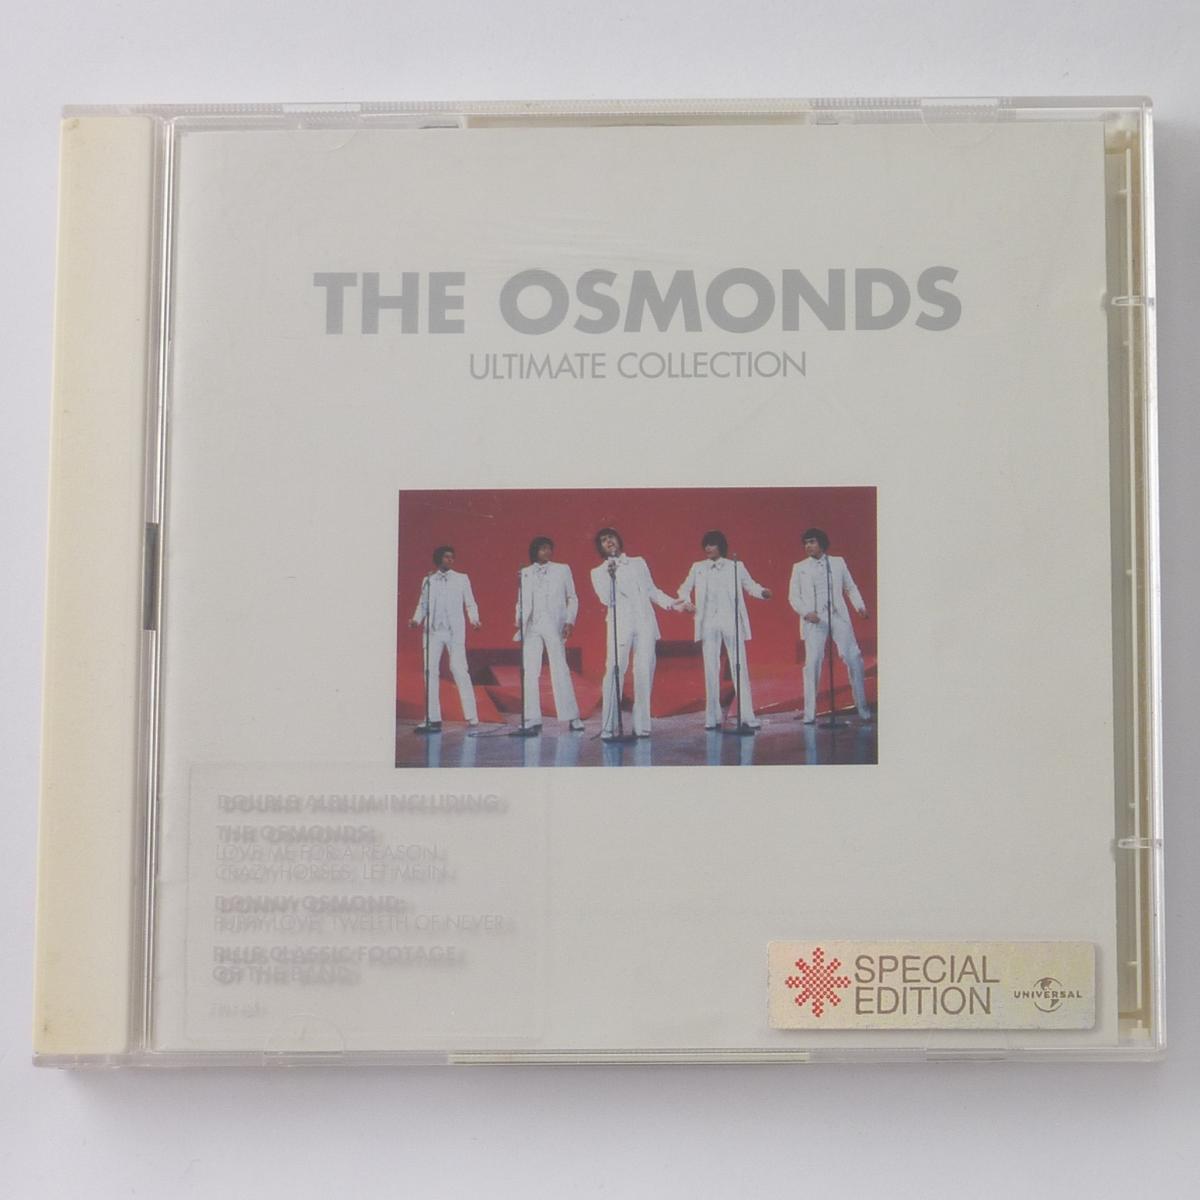 THE OSMONDS
ULTIMATE COLLECTION
DOUBLE ALBUM INCLUDING
THE OSMONDS:
LOVE ME FOR A REASON,
CRAZY HORSES, LET ME IN
DONNY OSMOND:
PUPPY LOVE, TWELFTH OF NEVER
PLUS CLASSIC FOOTAGE
OF THE BAND
SPECIAL
EDITION
UNIVERSAL